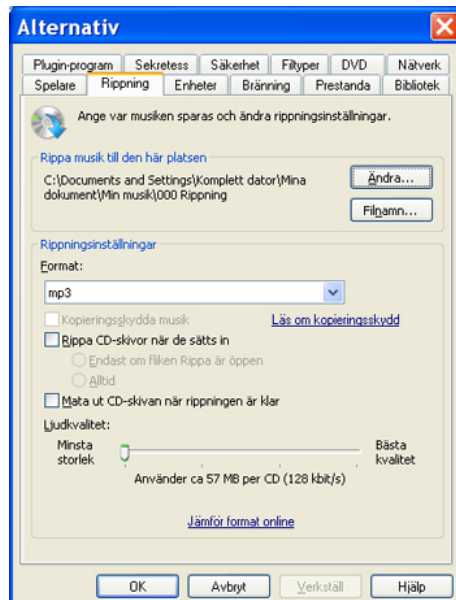 Alternativ
Plugin-program Sekretess Säkerhet Filtyper DVD Nätverk
Spelare Rippning Enheter Bränning Prestanda Bibliotek
Ange var musiken sparas och ändra rippningsinställningar.
Rippa musik till den här platsen
C:\Documents and Settings\Komplett dator\Mina
dokument\Min musik\000 Rippning
Ändra...
Filnamn...
Rippningsinställningar
Format:
mp3
Kopieringsskydda musik Läs om kopieringsskydd
Rippa CD-skivor när de sätts in
Endast om fliken Rippa är öppen
Alltid
Mata ut CD-skivan när rippningen är klar
Ljudkvalitet:
Minsta
storlek
Bästa
kvalitet
Använder ca 57 MB per CD (128 kbit/s)
Jämför format online
OK Avbryt Verkställ Hjälp